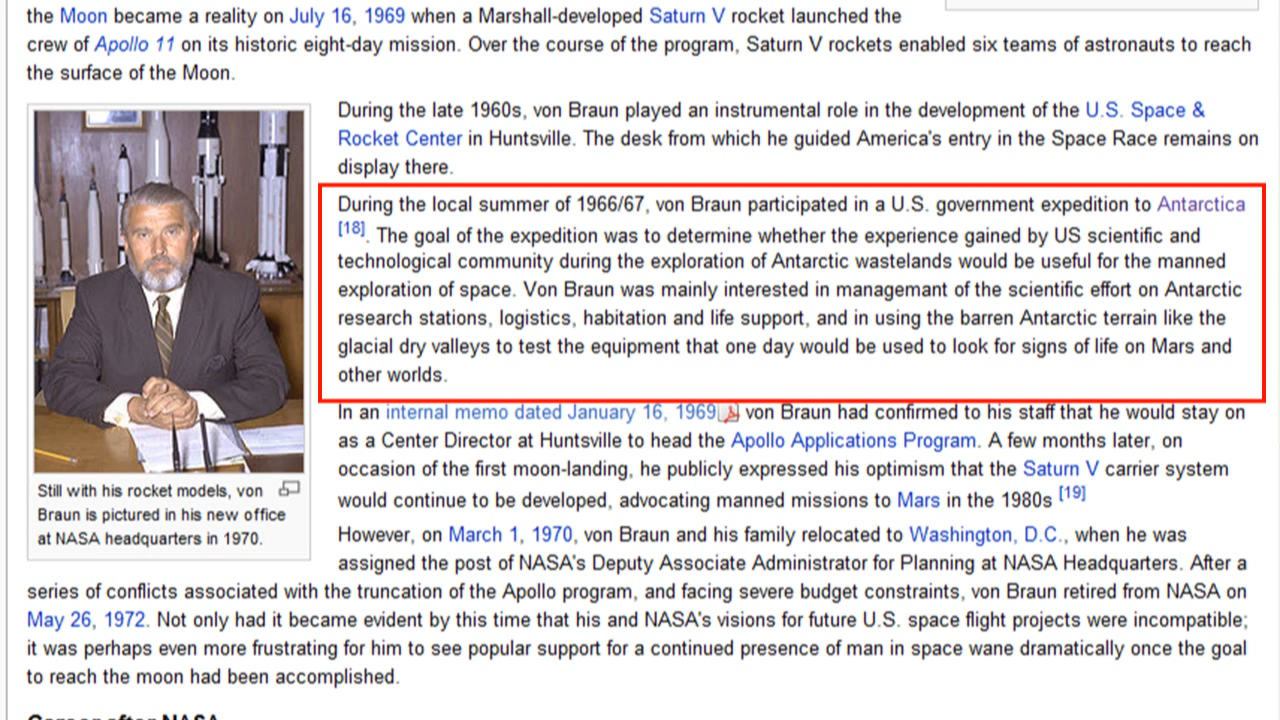 the Moon became a reality on July 16, 1969 when a Marshall-developed Saturn V rocket launched the
crew of Apollo 11 on its historic eight-day mission. Over the course of the program, Saturn V rockets enabled six teams of astronauts to reach
the surface of the Moon.
During the late 1960s, von Braun played an instrumental role in the development of the U.S. Space &
Rocket Center in Huntsville. The desk from which he guided America's entry in the Space Race remains on
display there.
During the local summer of 1966/67, von Braun participated in a U.S. government expedition to Antarctica
[18]. The goal of the expedition was to determine whether the experience gained by US scientific and
technological community during the exploration of Antarctic wastelands would be useful for the manned
exploration of space. Von Braun was mainly interested in managemant of the scientific effort on Antarctic
research stations, logistics, habitation and life support, and in using the barren Antarctic terrain like the
glacial dry valleys to test the equipment that one day would be used to look for signs of life on Mars and
other worlds.
In an internal memo dated January 16, 1969 von Braun had confirmed to his staff that he would stay on
as a Center Director at Huntsville to head the Apollo Applications Program. A few months later, on
occasion of the first moon-landing, he publicly expressed his optimism that the Saturn V carrier system
would continue to be developed, advocating manned missions to Mars in the 1980s [19]
Still with his rocket models, von
Braun is pictured in his new office
at NASA headquarters in 1970.
However, on March 1, 1970, von Braun and his family relocated to Washington, D.C., when he was
assigned the post of NASA's Deputy Associate Administrator for Planning at NASA Headquarters. After a
series of conflicts associated with the truncation of the Apollo program, and facing severe budget constraints, von Braun retired from NASA on
May 26, 1972. Not only had it became evident by this time that his and NASA's visions for future U.S. space flight projects were incompatible;
it was perhaps even more frustrating for him to see popular support for a continued presence of man in space wane dramatically once the goal
to reach the moon had been accomplished.
Career after NASA